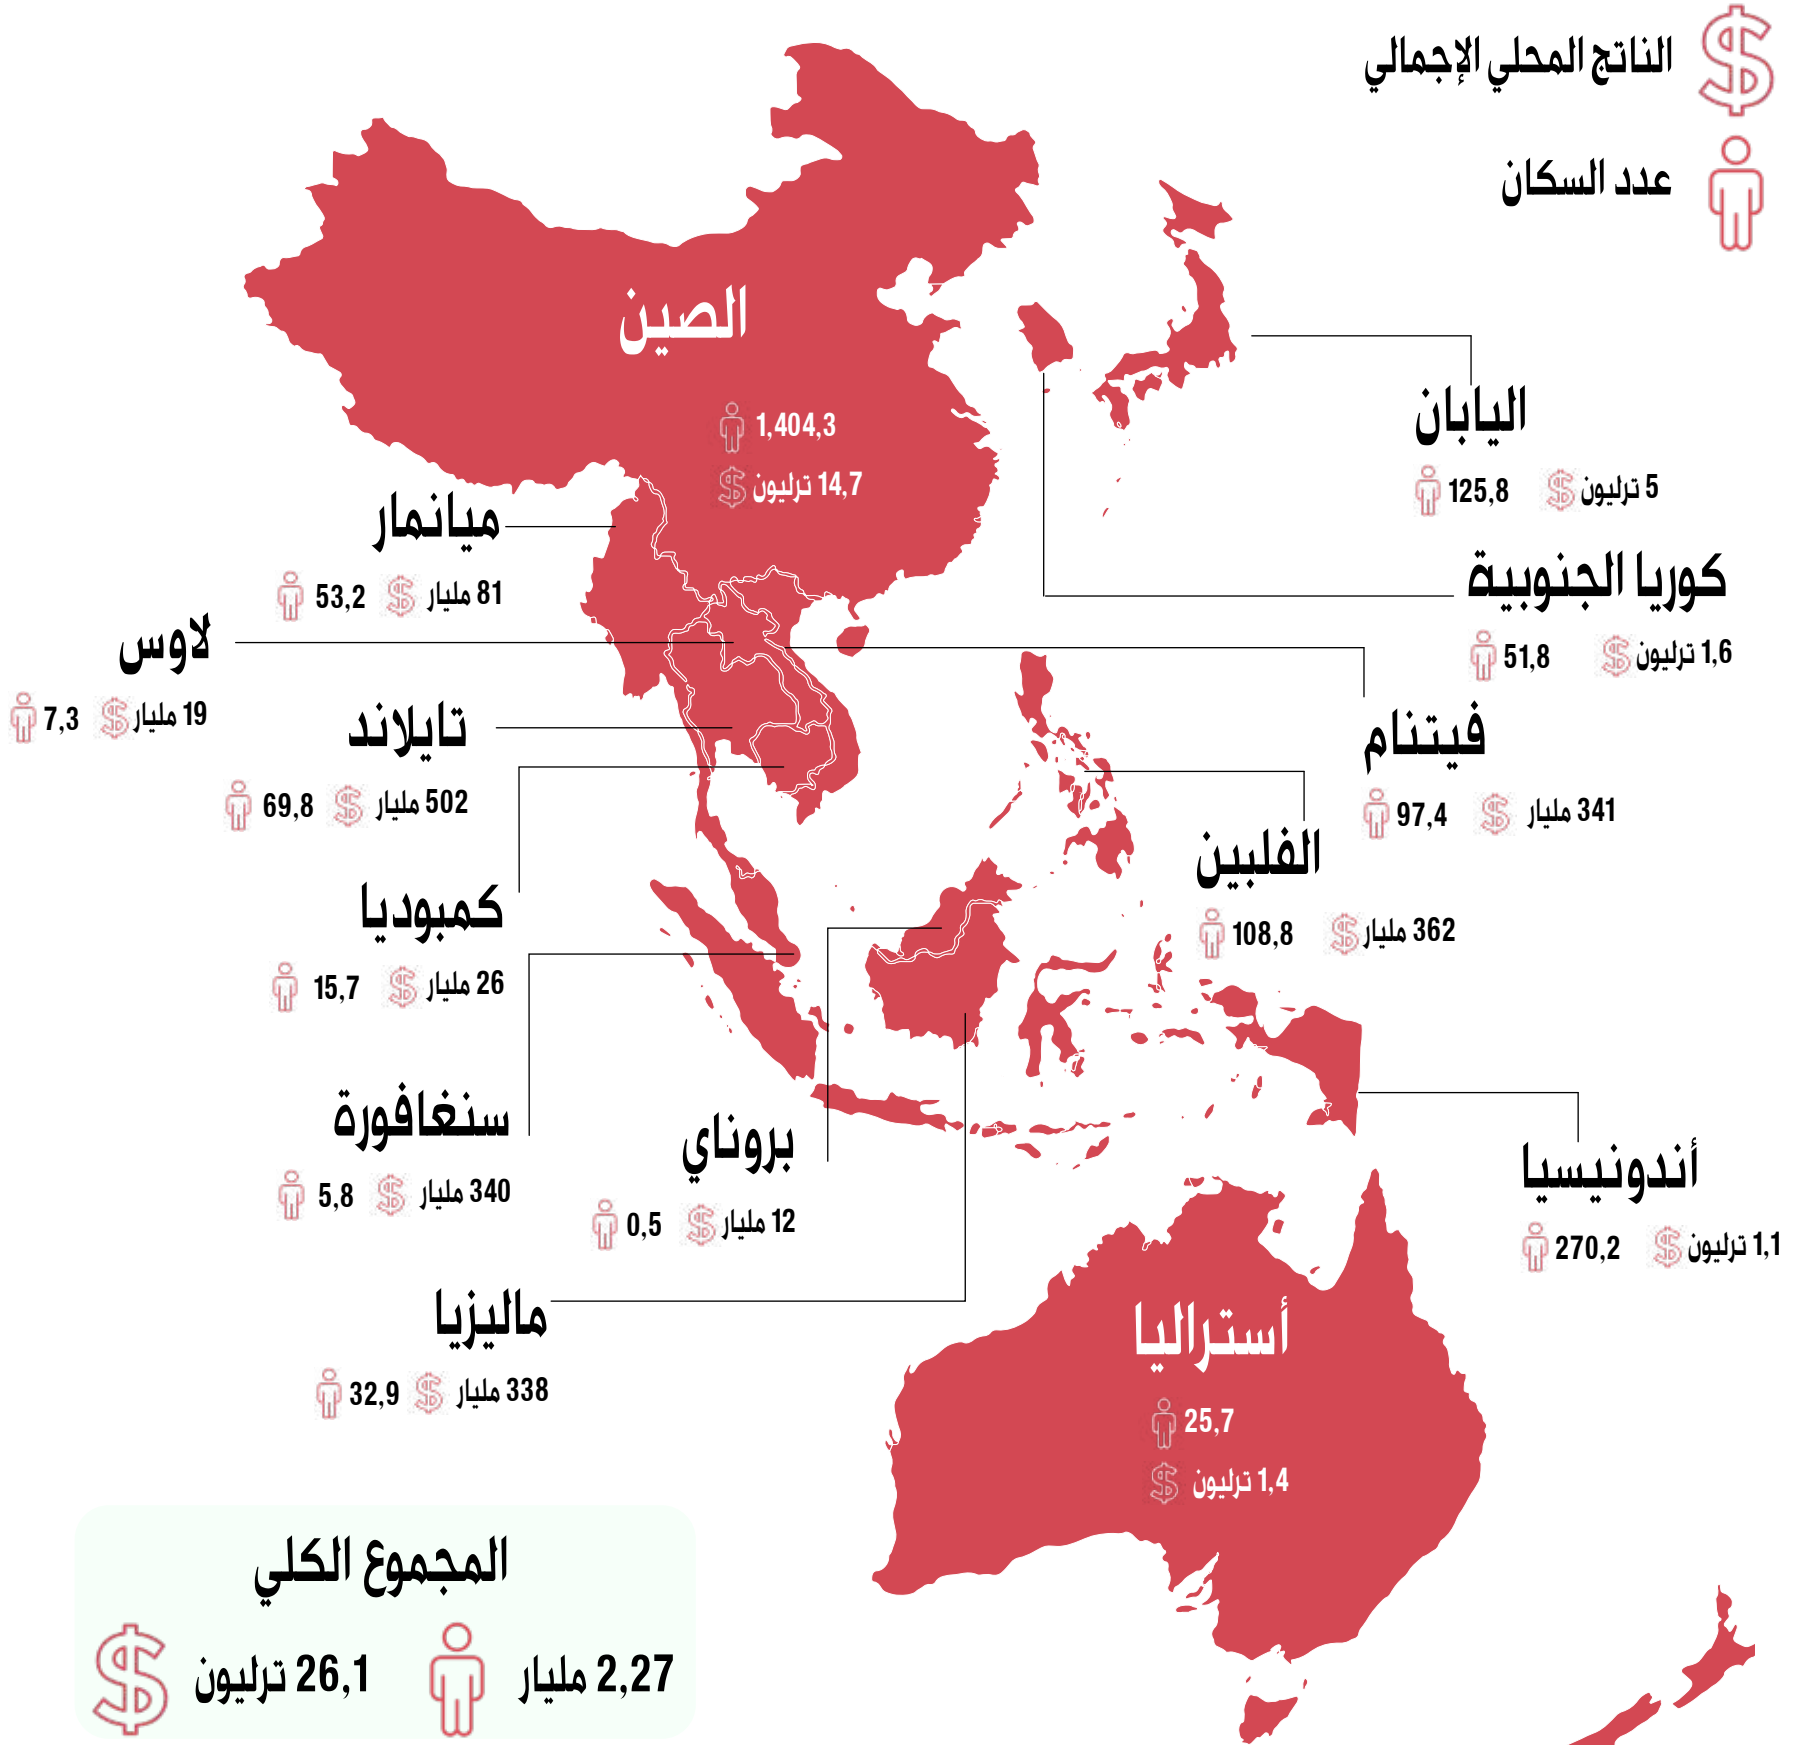 الناتج المحلي الإجمالي
عدد السكان
الصين
1,404,3
14,7 ترليون
اليابان
125,8
5 ترليون
كوريا الجنوبية
51,8
1,6 ترليون
ميانمار
53,2
81 مليار
لاوس
7,3
19 مليار
تايلاند
69,8
502 مليار
فيتنام
97,4
341 مليار
الفلبين
108,8
362 مليار
كمبوديا
15,7
26 مليار
سنغافورة
5,8
340 مليار
بروناي
0,5
12 مليار
أندونيسيا
270,2
1,1 ترليون
ماليزيا
32,9
338 مليار
أستراليا
25,7
1,4 ترليون
المجموع الكلي
2,27 مليار
26,1 ترليون